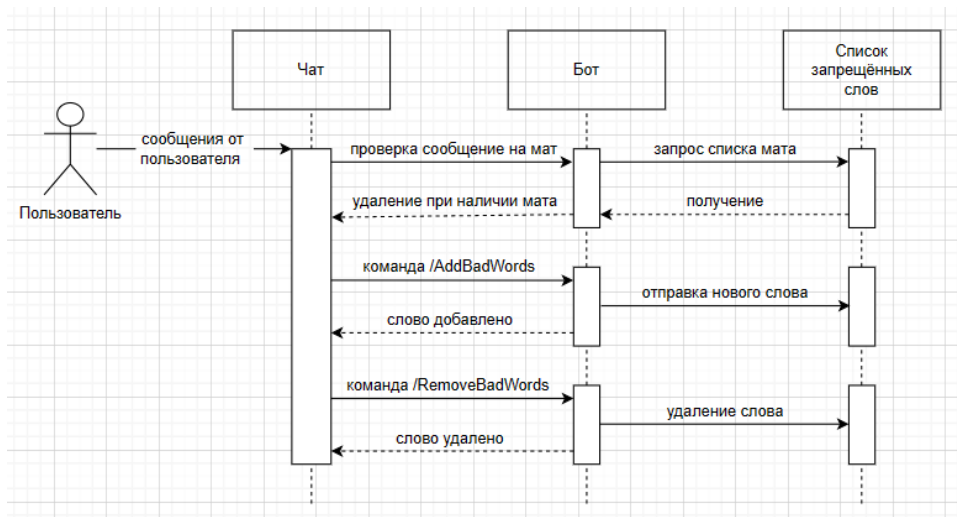 Чат
Бот
Список
запрещённых
слов
сообщения от
пользователя
Пользователь
проверка сообщение на мат
запрос списка мата
удаление при наличии мата
получение
команда /AddBadWords
отправка нового слова
слово добавлено
команда /RemoveBadWords
удаление слова
слово удалено